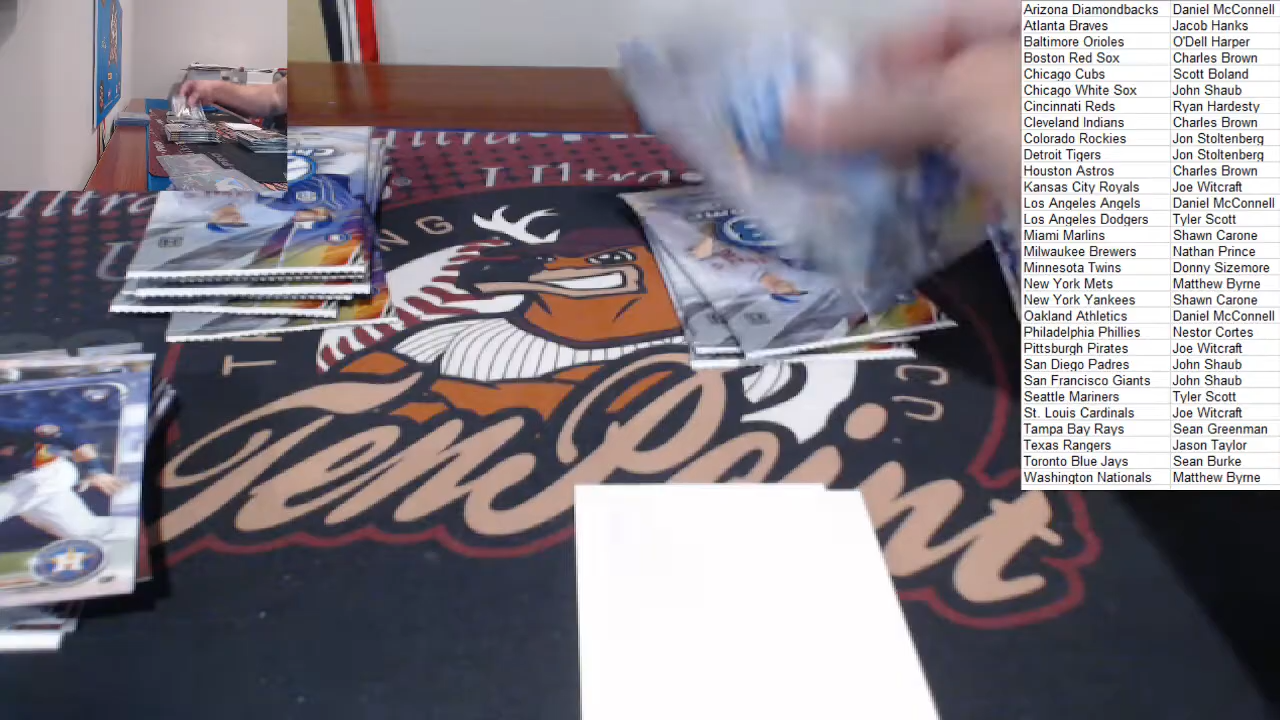 Arizona Diamondbacks Daniel McConnell
Atlanta Braves Jacob Hanks
Baltimore Orioles O'Dell Harper
Boston Red Sox Charles Brown
Chicago Cubs Scott Boland
Chicago White Sox John Shaub
Cincinnati Reds Ryan Hardesty
Cleveland Indians Charles Brown
Colorado Rockies Jon Stoltenberg
Detroit Tigers Jon Stoltenberg
Houston Astros Charles Brown
Kansas City Royals Joe Witcraft
Los Angeles Angels Daniel McConnell
Los Angeles Dodgers Tyler Scott
Miami Marlins Shawn Carone
Milwaukee Brewers Nathan Prince
Minnesota Twins Donny Sizemore
New York Mets Matthew Byrne
New York Yankees Shawn Carone
Oakland Athletics Daniel McConnell
Philadelphia Phillies Nestor Cortes
Pittsburgh Pirates Joe Witcraft
San Diego Padres John Shaub
San Francisco Giants John Shaub
Seattle Mariners Tyler Scott
St. Louis Cardinals Joe Witcraft
Tampa Bay Rays Sean Greenman
Texas Rangers Jason Taylor
Toronto Blue Jays Sean Burke
Washington Nationals Matthew Byrne
Ultra
Ten Point
H